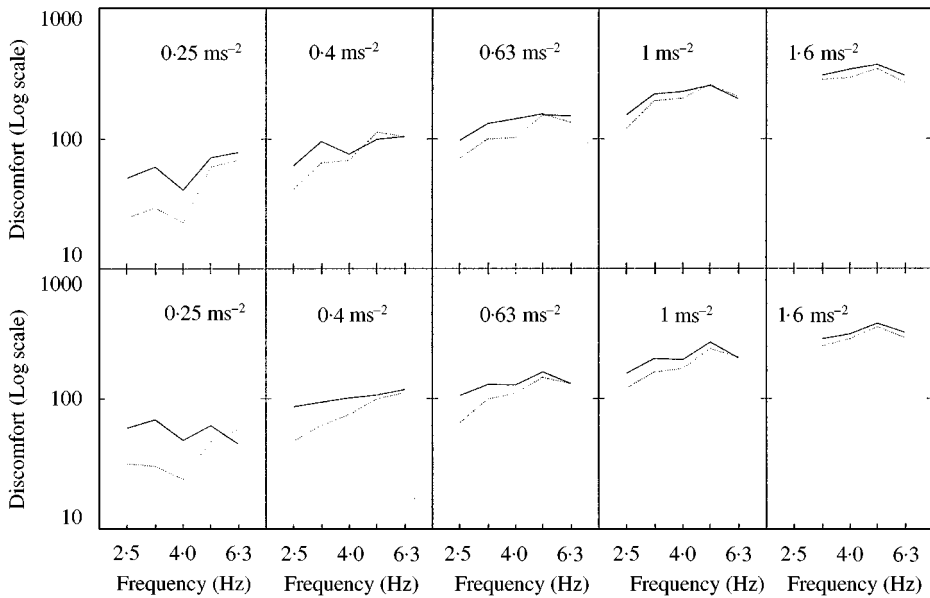 1000
0·25 ms⁻² 0·4 ms⁻² 0·63 ms⁻² 1 ms⁻² 1·6 ms⁻²
Discomfort (Log scale)
100
10
1000
0·25 ms⁻² 0·4 ms⁻² 0·63 ms⁻² 1 ms⁻² 1·6 ms⁻²
Discomfort (Log scale)
100
10
2·5 4·0 6·3 2·5 4·0 6·3 2·5 4·0 6·3 2·5 4·0 6·3 2·5 4·0 6·3
Frequency (Hz) Frequency (Hz) Frequency (Hz) Frequency (Hz) Frequency (Hz)